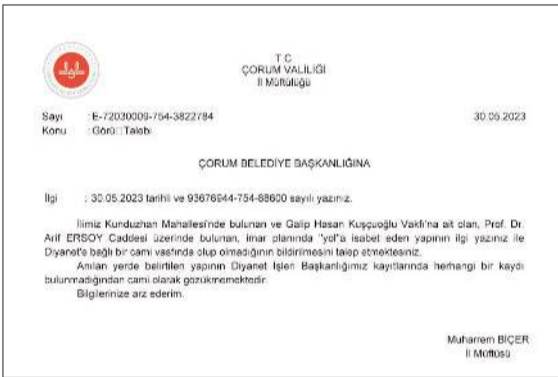 T.C
ÇORUM VALİLİĞİ
İl Müftülüğü
Sayı : E-72030009-754-3822784 30.05.2023
Konu : Görü□Talebi
ÇORUM BELEDİYE BAŞKANLIĞINA
İlgi : 30.05.2023 tarihli ve 93676944-754-88600 sayılı yazınız.
İlimiz Kunduzhan Mahallesi'nde bulunan ve Galip Hasan Kuşçuoğlu Vakfı'na ait olan, Prof. Dr.
Arif ERSOY Caddesi üzerinde bulunan, imar planında "yol"a isabet eden yapının ilgi yazınız ile
Diyanet'e bağlı bir cami vasfında olup olmadığının bildirilmesini talep etmektesiniz.
Anılan yerde belirtilen yapının Diyanet İşleri Başkanlığımız kayıtlarında herhangi bir kaydı
bulunmadığından cami olarak gözükmemektedir.
Bilgilerinize arz ederim.
Muharrem BİÇER
İl Müftüsü